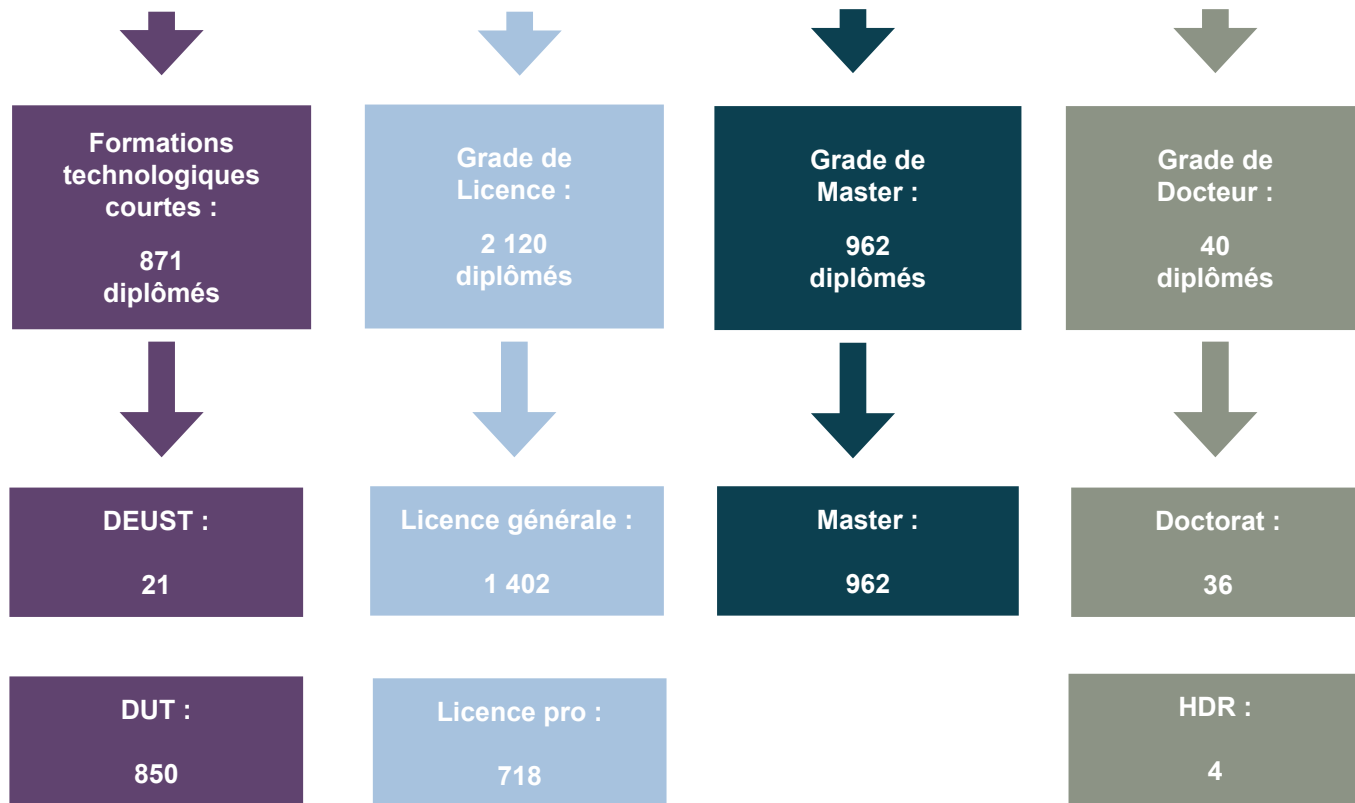 Formations
technologiques
courtes :
871
diplômés
Grade de
Licence :
2 120
diplômés
Grade de
Master :
962
diplômés
Grade de
Docteur :
40
diplômés
DEUST :
21
Licence générale :
1 402
Master :
962
Doctorat :
36
DUT :
850
Licence pro :
718
HDR :
4